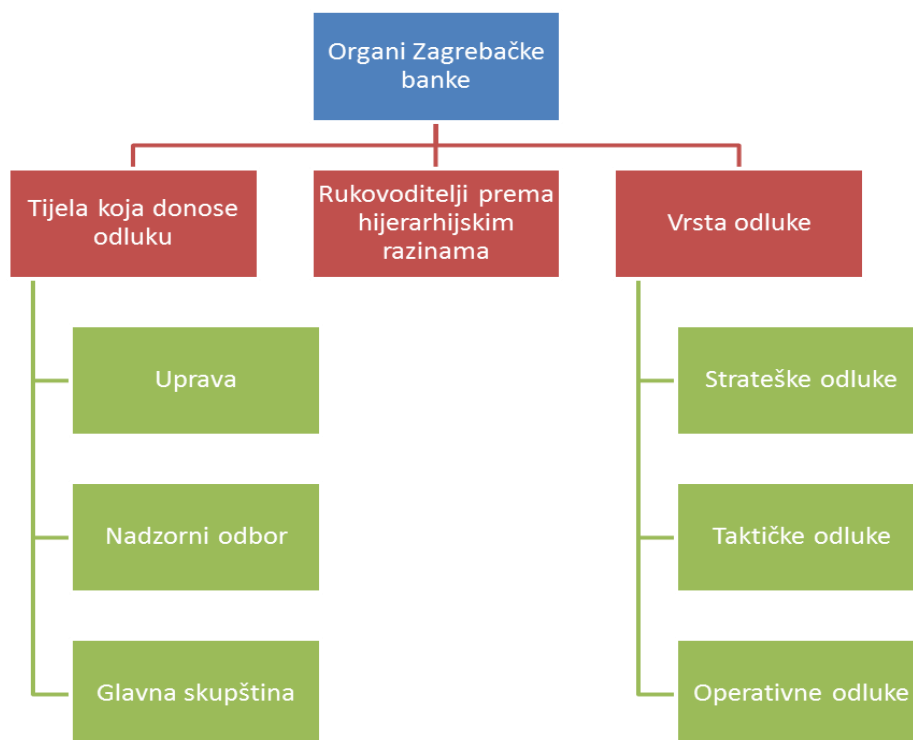 Organi Zagrebačke
banke
Tijela koja donose
odluku
Rukovoditelji prema
hijerarhijskim
razinama
Vrsta odluke
Uprava
Nadzorni odbor
Glavna skupština
Strateške odluke
Taktičke odluke
Operativne odluke